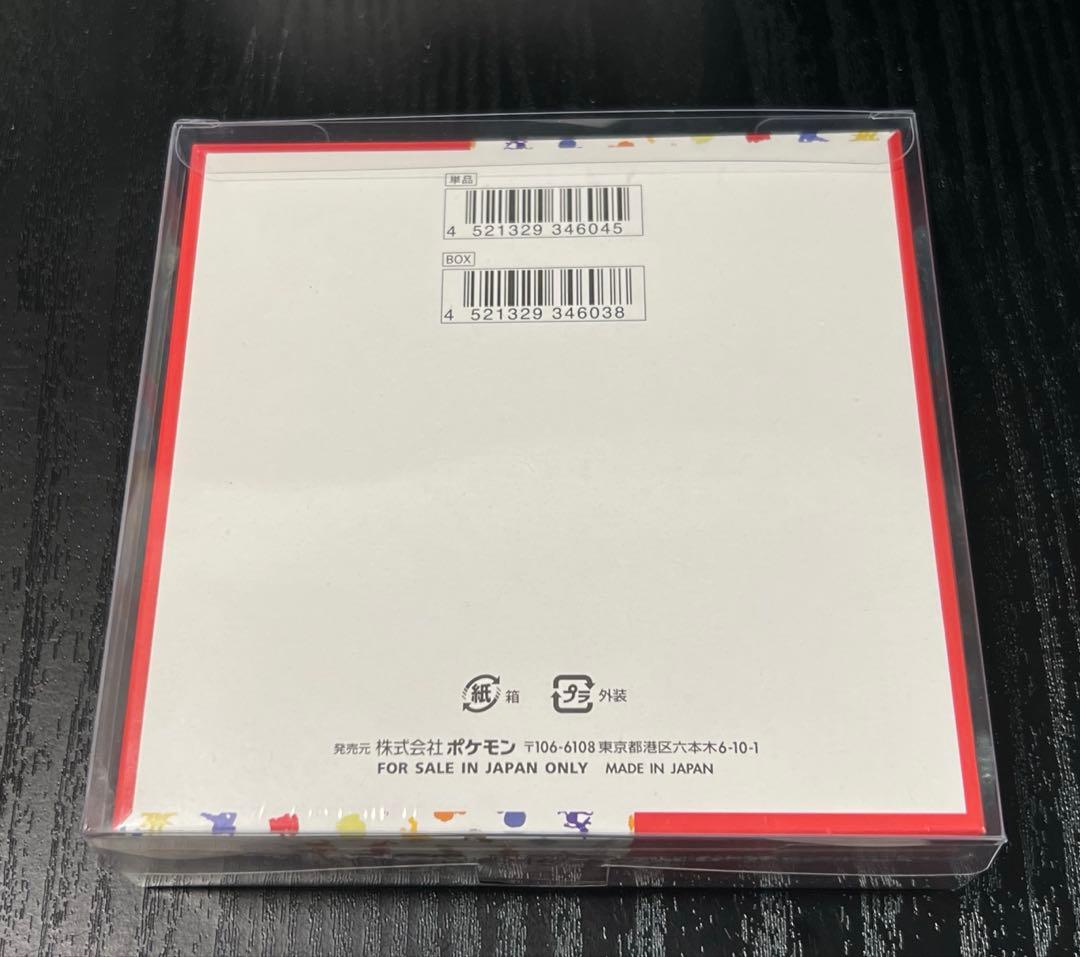 単品
4 521329 346045
BOX
4 521329 346038
紙 箱 プラ 外装
発売元 株式会社 ポケモン 〒106-6108 東京都港区六本木6-10-1
FOR SALE IN JAPAN ONLY MADE IN JAPAN